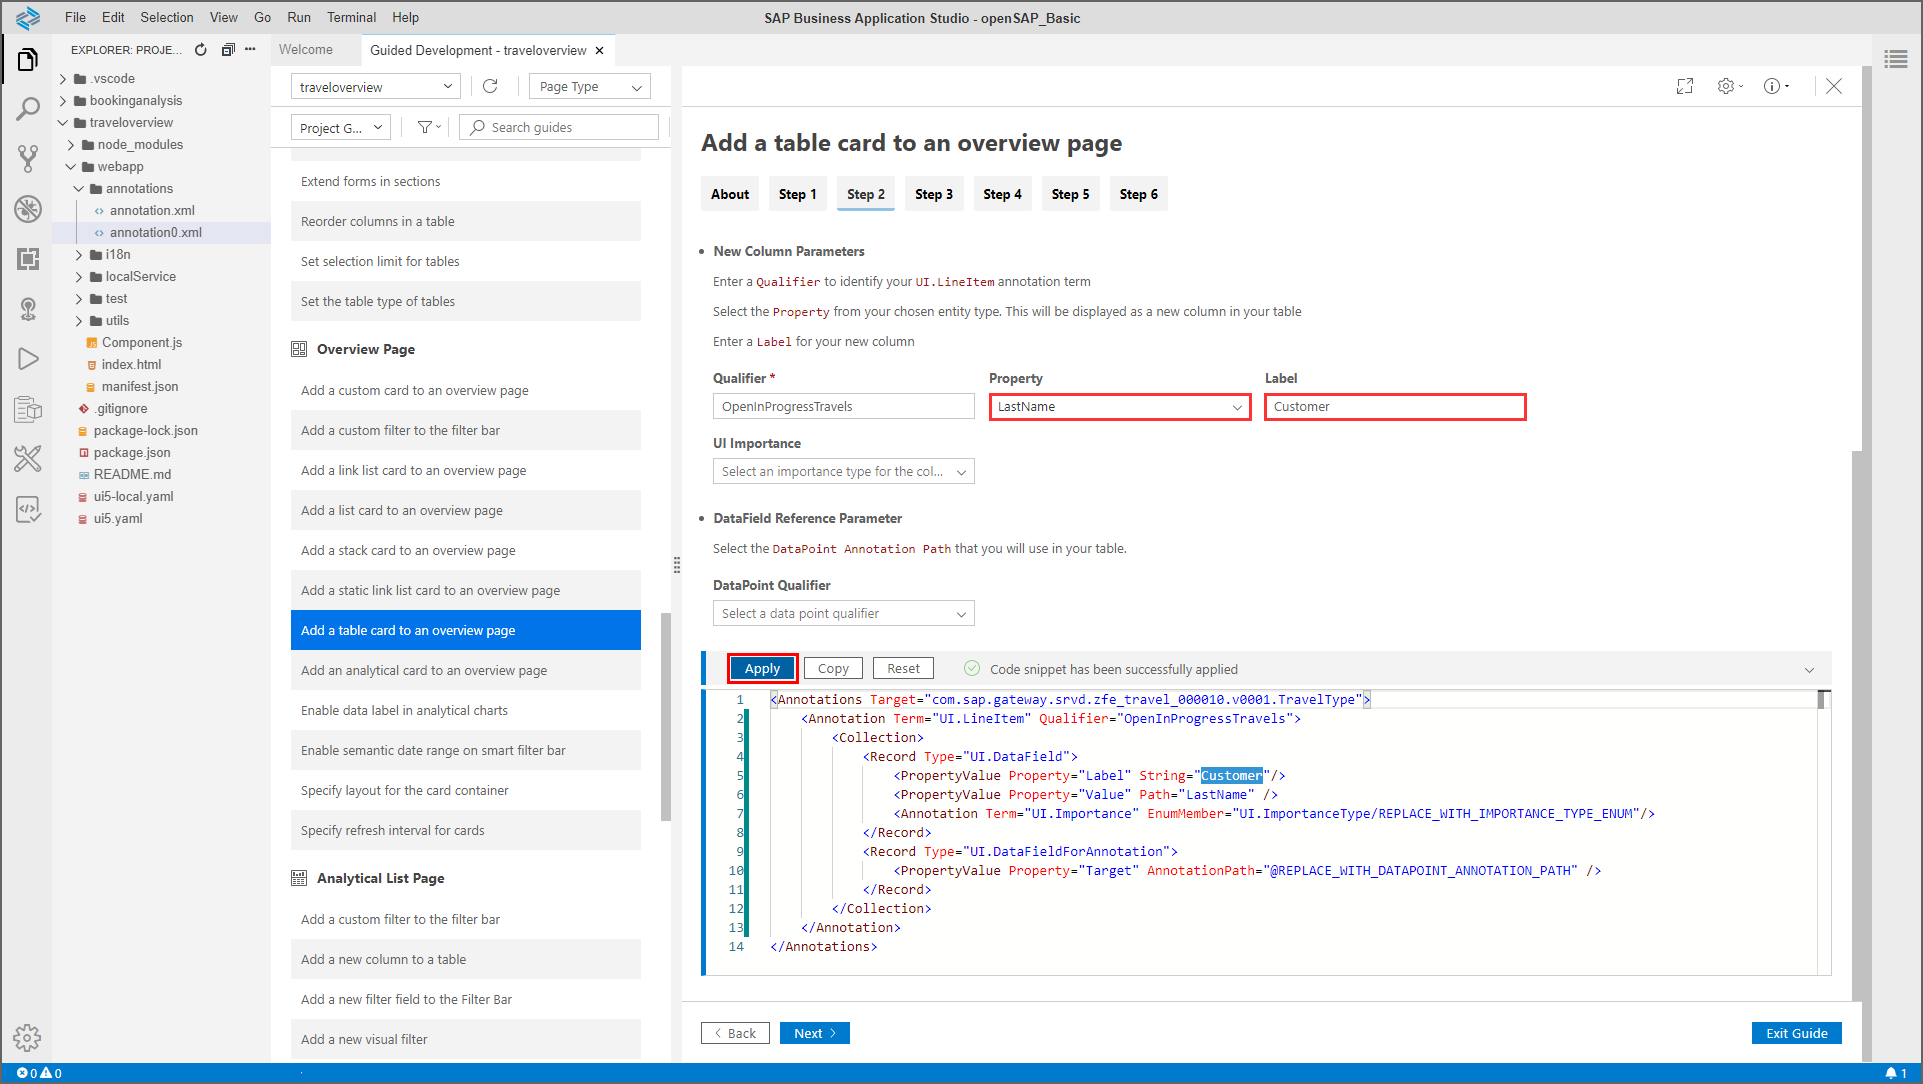 File Edit Selection View Go Run Terminal Help
SAP Business Application Studio - openSAP_Basic
EXPLORER: PROJE...
Welcome
Guided Development - traveloverview
.vscode
bookinganalysis
traveloverview
node_modules
webapp
annotations
annotation.xml
annotation0.xml
i18n
localService
test
utils
Component.js
index.html
manifest.json
.gitignore
package-lock.json
package.json
README.md
ui5-local.yaml
ui5.yaml
traveloverview
Page Type
Project G...
Search guides
Extend forms in sections
Reorder columns in a table
Set selection limit for tables
Set the table type of tables
Overview Page
Add a custom card to an overview page
Add a custom filter to the filter bar
Add a link list card to an overview page
Add a list card to an overview page
Add a stack card to an overview page
Add a static link list card to an overview page
Add a table card to an overview page
Add an analytical card to an overview page
Enable data label in analytical charts
Enable semantic date range on smart filter bar
Specify layout for the card container
Specify refresh interval for cards
Analytical List Page
Add a custom filter to the filter bar
Add a new column to a table
Add a new filter field to the Filter Bar
Add a new visual filter
Add a table card to an overview page
About Step 1 Step 2 Step 3 Step 4 Step 5 Step 6
• New Column Parameters
Enter a Qualifier to identify your UI.LineItem annotation term
Select the Property from your chosen entity type. This will be displayed as a new column in your table
Enter a Label for your new column
Qualifier * Property Label
OpenInProgressTravels LastName Customer
UI Importance
Select an importance type for the col...
• DataField Reference Parameter
Select the DataPoint Annotation Path that you will use in your table.
DataPoint Qualifier
Select a data point qualifier
Apply Copy Reset Code snippet has been successfully applied
1 <Annotations Target="com.sap.gateway.srvd.zfe_travel_000010.v0001.TravelType">
2 <Annotation Term="UI.LineItem" Qualifier="OpenInProgressTravels">
3 <Collection>
4 <Record Type="UI.DataField">
5 <PropertyValue Property="Label" String="Customer"/>
6 <PropertyValue Property="Value" Path="LastName" />
7 <Annotation Term="UI.Importance" EnumMember="UI.ImportanceType/REPLACE_WITH_IMPORTANCE_TYPE_ENUM"/>
8 </Record>
9 <Record Type="UI.DataFieldForAnnotation">
10 <PropertyValue Property="Target" AnnotationPath="@REPLACE_WITH_DATAPOINT_ANNOTATION_PATH" />
11 </Record>
12 </Collection>
13 </Annotation>
14 </Annotations>
Back Next Exit Guide
0 0 1